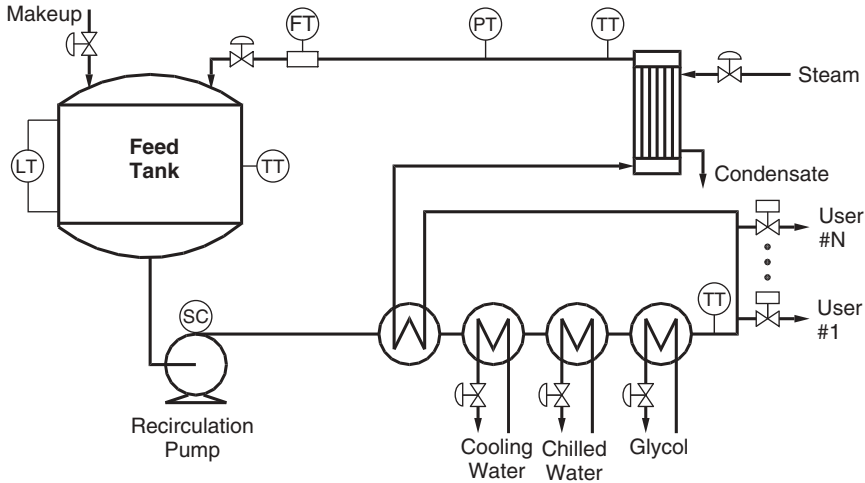 Makeup
FT
PT
TT
Steam
Feed
Tank
LT
TT
Condensate
User
#N
TT
User
#1
SC
Recirculation
Pump
Cooling
Water
Chilled
Water
Glycol